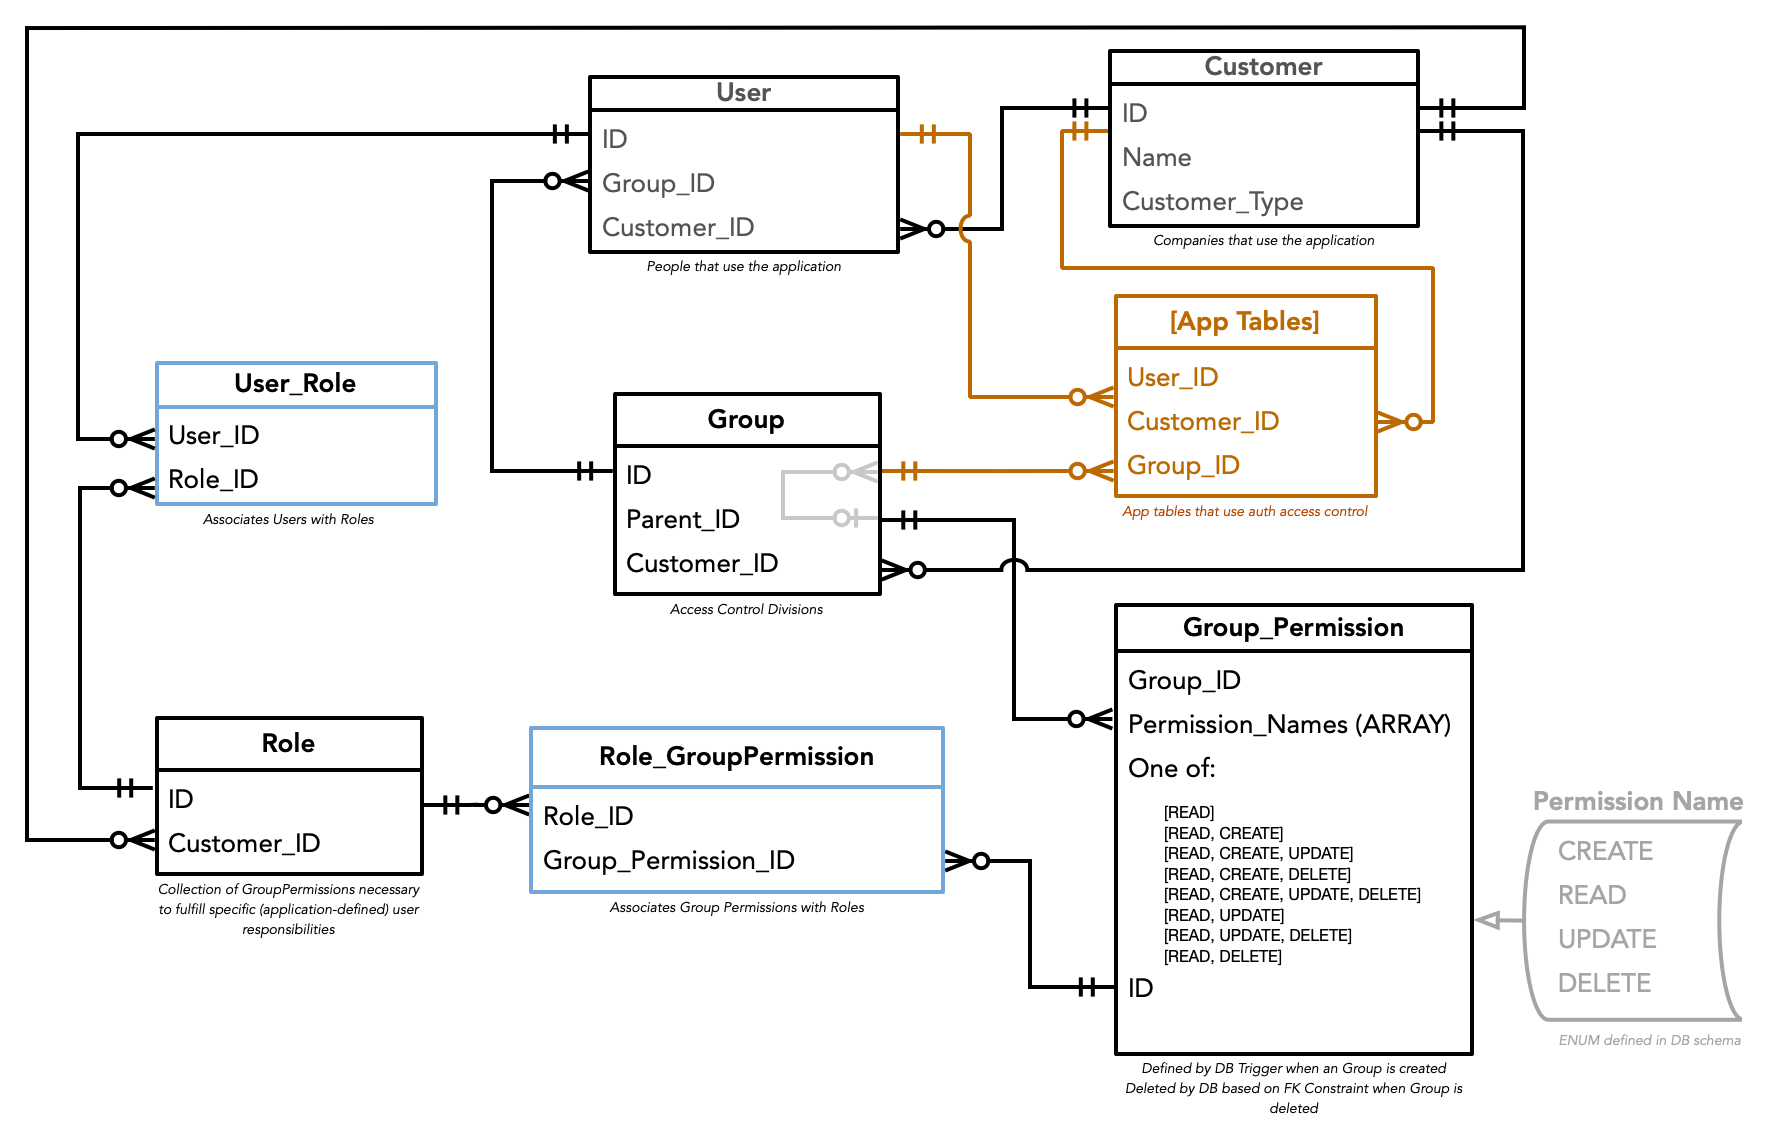 User
ID
Group_ID
Customer_ID
People that use the application
Customer
ID
Name
Customer_Type
Companies that use the application
[App Tables]
User_ID
Customer_ID
Group_ID
App tables that use auth access control
User_Role
User_ID
Role_ID
Associates Users with Roles
Group
ID
Parent_ID
Customer_ID
Access Control Divisions
Role
ID
Customer_ID
Collection of GroupPermissions necessary
to fulfill specific (application-defined) user
responsibilities
Role_GroupPermission
Role_ID
Group_Permission_ID
Associates Group Permissions with Roles
Group_Permission
Group_ID
Permission_Names (ARRAY)
One of:
[READ]
[READ, CREATE]
[READ, CREATE, UPDATE]
[READ, CREATE, DELETE]
[READ, CREATE, UPDATE, DELETE]
[READ, UPDATE]
[READ, UPDATE, DELETE]
[READ, DELETE]
ID
Defined by DB Trigger when an Group is created
Deleted by DB based on FK Constraint when Group is
deleted
Permission Name
CREATE
READ
UPDATE
DELETE
ENUM defined in DB schema